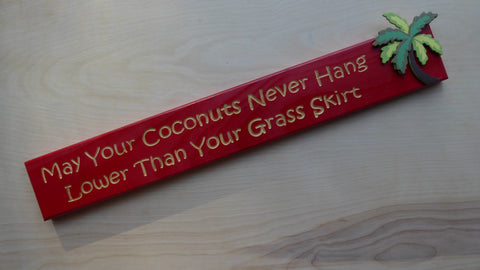 May Your Coconuts Never Hang
Lower Than Your Grass Skirt